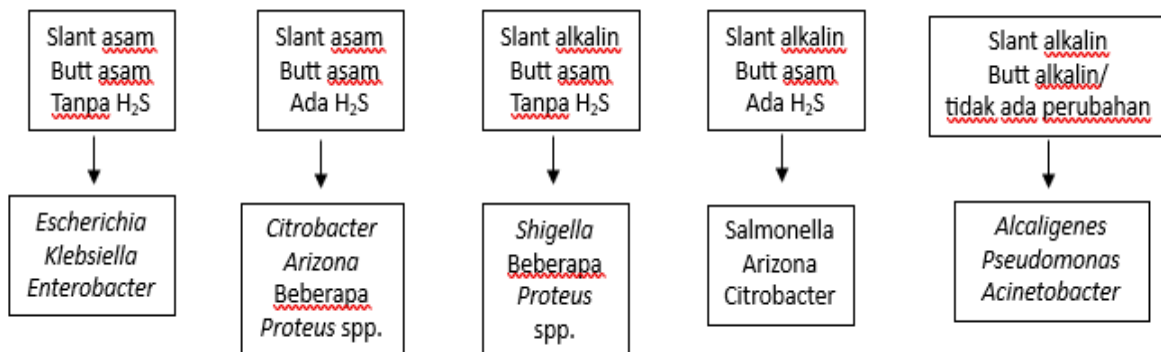 Slant asam
Butt asam
Tanpa H₂S
Slant asam
Butt asam
Ada H₂S
Slant alkalin
Butt asam
Tanpa H₂S
Slant alkalin
Butt asam
Ada H₂S
Slant alkalin
Butt alkalin/
tidak ada perubahan
Escherichia
Klebsiella
Enterobacter
Citrobacter
Arizona
Beberapa
Proteus spp.
Shigella
Beberapa
Proteus
spp.
Salmonella
Arizona
Citrobacter
Alcaligenes
Pseudomonas
Acinetobacter